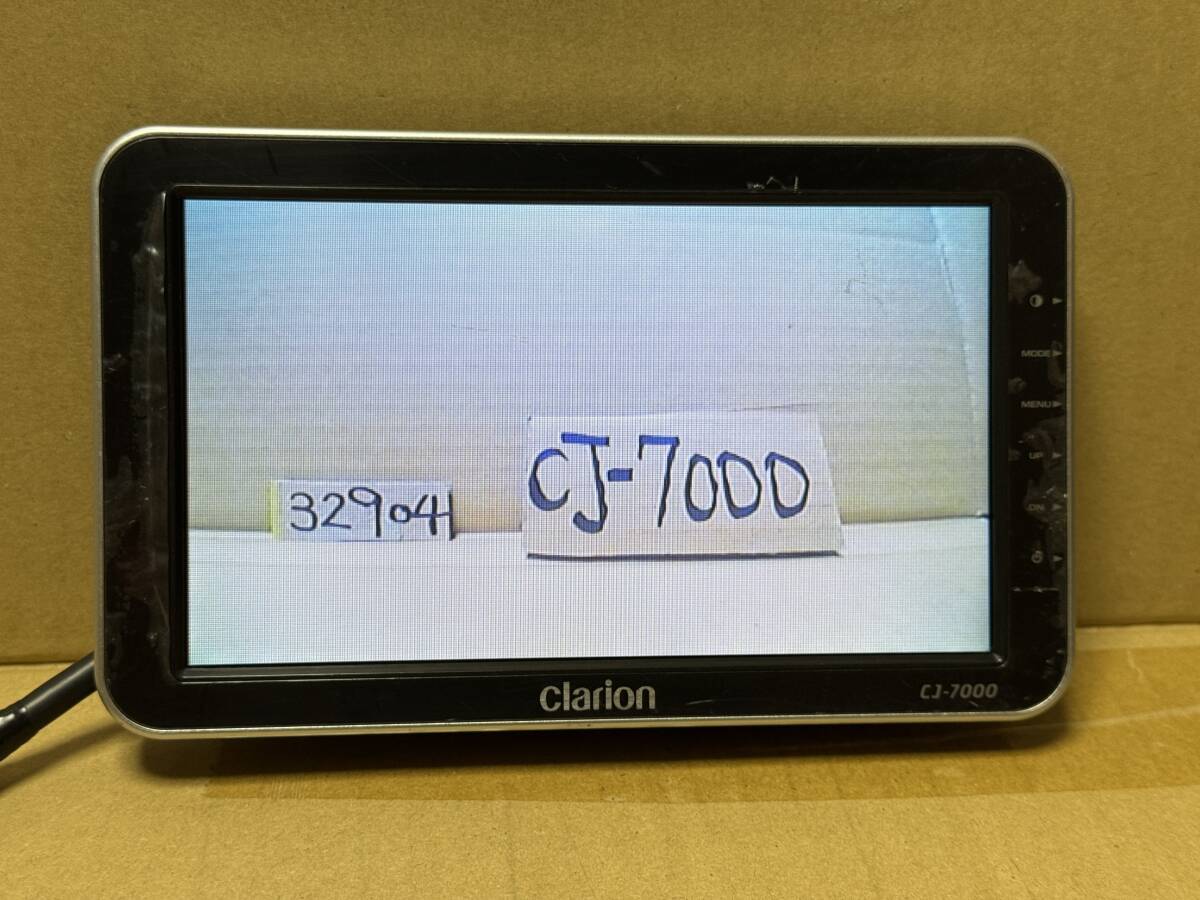 MODE
MENU
32904
CJ-7000
UP
DN
clarion
CJ-7000